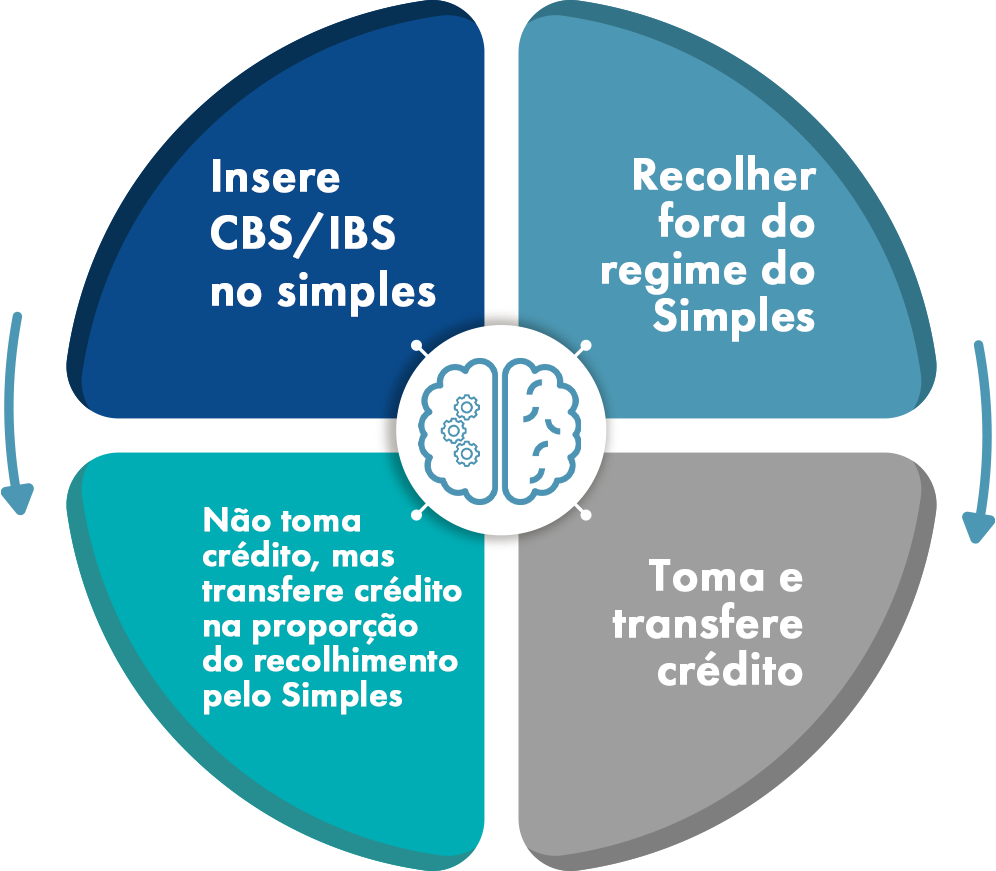 Insere
CBS/IBS
no simples
Recolher
fora do
regime do
Simples
Não toma
crédito, mas
transfere crédito
na proporção
do recolhimento
pelo Simples
Toma e
transfere
crédito